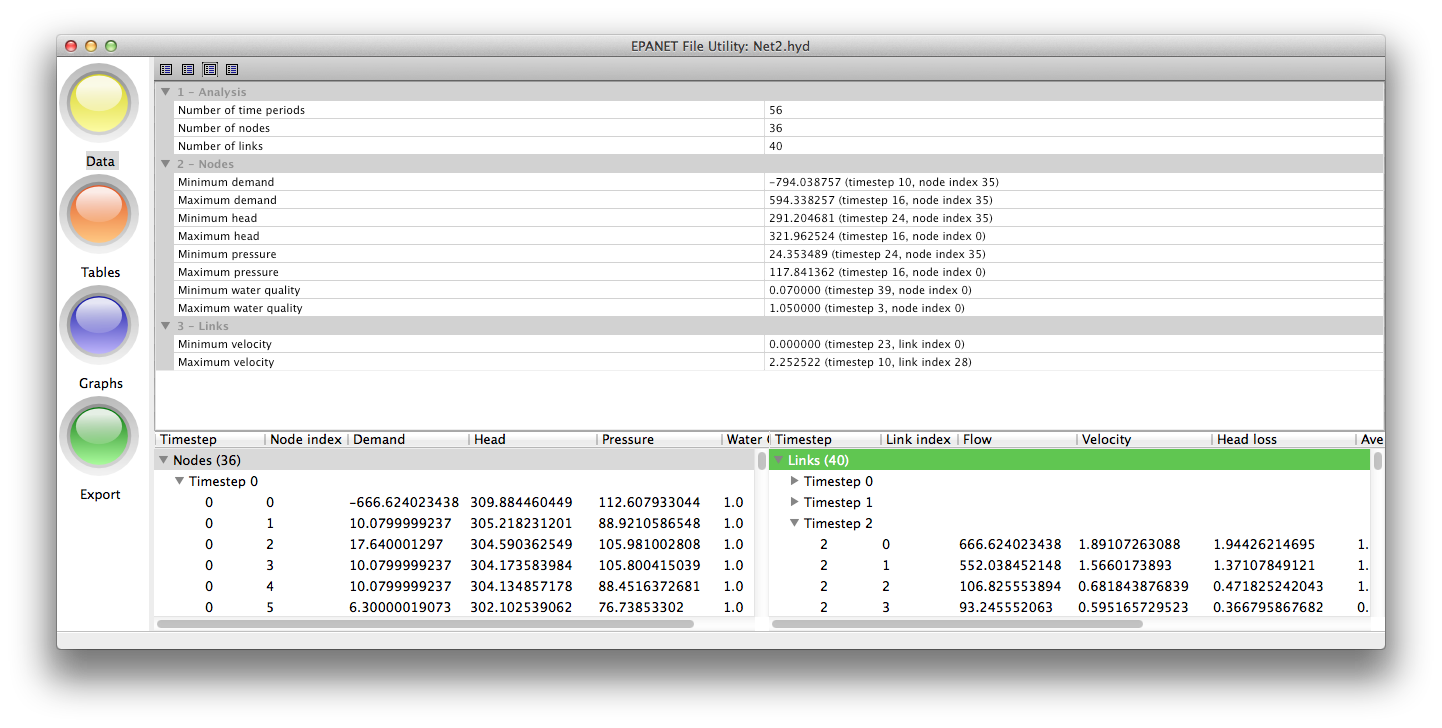 EPANET File Utility: Net2.hyd
Data
Tables
Graphs
Export
1 - Analysis
Number of time periods 56
Number of nodes 36
Number of links 40
2 - Nodes
Minimum demand -794.038757 (timestep 10, node index 35)
Maximum demand 594.338257 (timestep 16, node index 35)
Minimum head 291.204681 (timestep 24, node index 35)
Maximum head 321.962524 (timestep 16, node index 0)
Minimum pressure 24.353489 (timestep 24, node index 35)
Maximum pressure 117.841362 (timestep 16, node index 0)
Minimum water quality 0.070000 (timestep 39, node index 0)
Maximum water quality 1.050000 (timestep 3, node index 0)
3 - Links
Minimum velocity 0.000000 (timestep 23, link index 0)
Maximum velocity 2.252522 (timestep 10, link index 28)
Timestep Node index Demand Head Pressure Water
Nodes (36)
Timestep 0
0 0 -666.624023438 309.884460449 112.607933044 1.0
0 1 10.0799999237 305.218231201 88.9210586548 1.0
0 2 17.640001297 304.590362549 105.981002808 1.0
0 3 10.0799999237 304.173583984 105.800415039 1.0
0 4 10.0799999237 304.134857178 88.4516372681 1.0
0 5 6.30000019073 302.102539062 76.73853302 1.0
Timestep Link index Flow Velocity Head loss Ave
Links (40)
Timestep 0
Timestep 1
Timestep 2
2 0 666.624023438 1.89107263088 1.94426214695 1.
2 1 552.038452148 1.5660173893 1.37107849121 1.
2 2 106.825553894 0.681843876839 0.471825242043 1.
2 3 93.245552063 0.595165729523 0.366795867682 0.